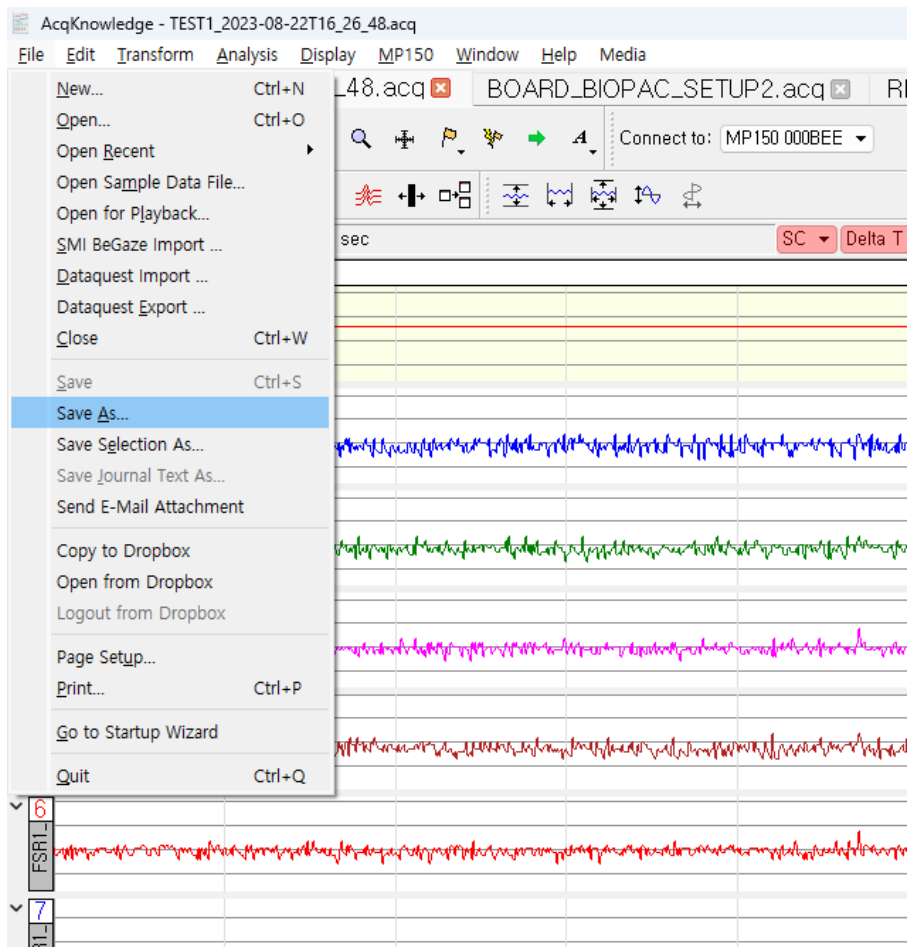 AcqKnowledge - TEST1_2023-08-22T16_26_48.acq
File Edit Transform Analysis Display MP150 Window Help Media
_48.acq BOARD_BIOPAC_SETUP2.acq
New... Ctrl+N
Open... Ctrl+O
Connect to: MP150 000BEE
Open Recent
Open Sample Data File...
Open for Playback...
SMI BeGaze Import ...
sec SC Delta T
Dataquest Import ...
Dataquest Export ...
Close Ctrl+W
Save Ctrl+S
Save As...
Save Selection As...
Save Journal Text As...
Send E-Mail Attachment
Copy to Dropbox
Open from Dropbox
Logout from Dropbox
Page Setup...
Print... Ctrl+P
Go to Startup Wizard
Quit Ctrl+Q
6
FSR1_
7